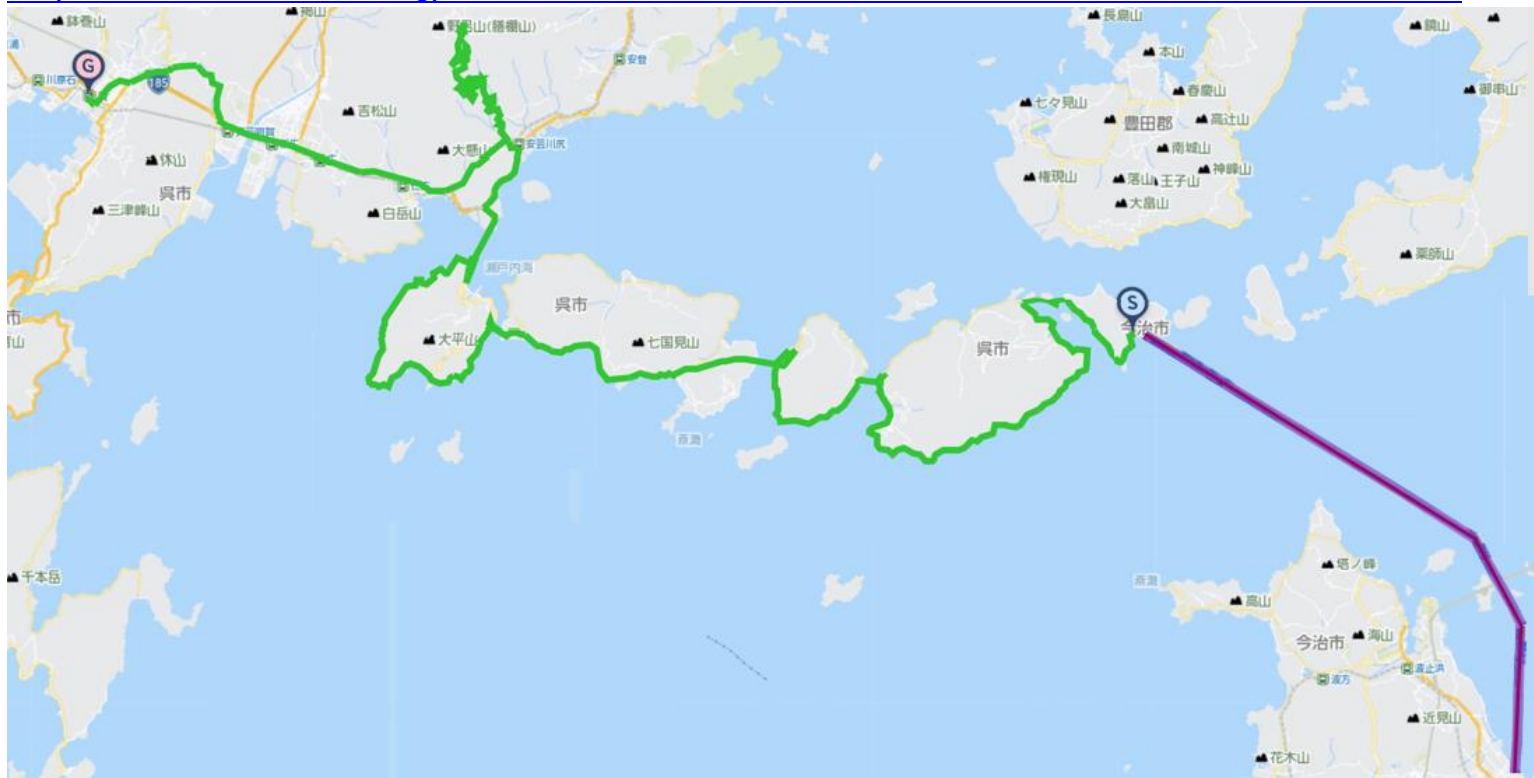 鉢巻山
野呂山(膳棚山)
長島山
鏡山
本山
G
川原石
185
安登
春慶山
御串山
七々見山
豊田郡
高辻山
吉松山
大懸山
安芸川尻
休山
呉市
南城山
権現山
落山
王子山
神峰山
三津峰山
白岳山
大畠山
瀬戸内海
薬師山
呉市
S
今治市
市
大平山
七国見山
呉市
斎灘
千本岳
塔ノ峰
斎灘
高山
今治市
海山
波止浜
波方
近見山
花木山